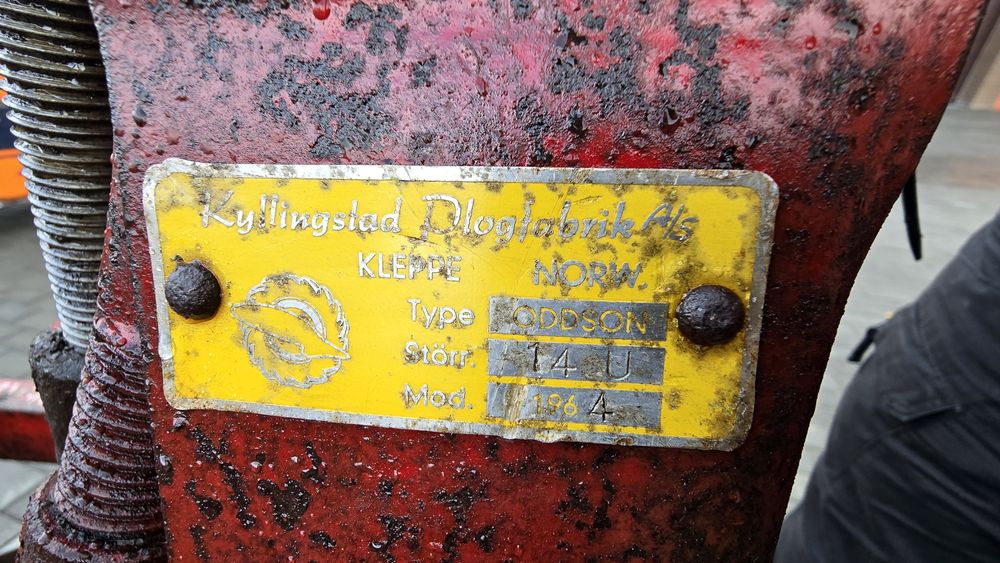 Kyllingstad Plogfabrik A/S
KLEPPE NORW.
Type ODDSON
Störr. 14 U
Mod. 1964